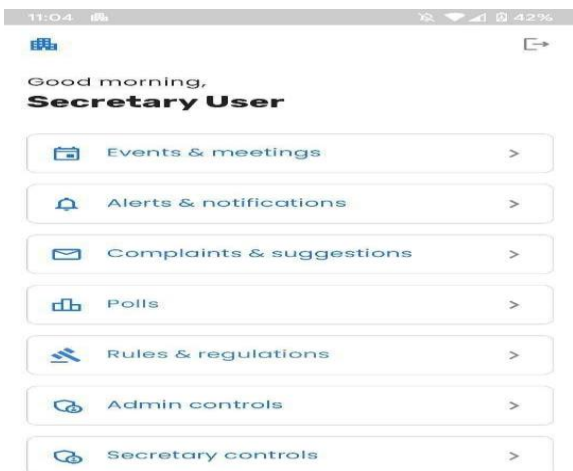 11:04 42%
Good morning,
Secretary User
Events & meetings >
Alerts & notifications >
Complaints & suggestions >
Polls >
Rules & regulations >
Admin controls >
Secretary controls >